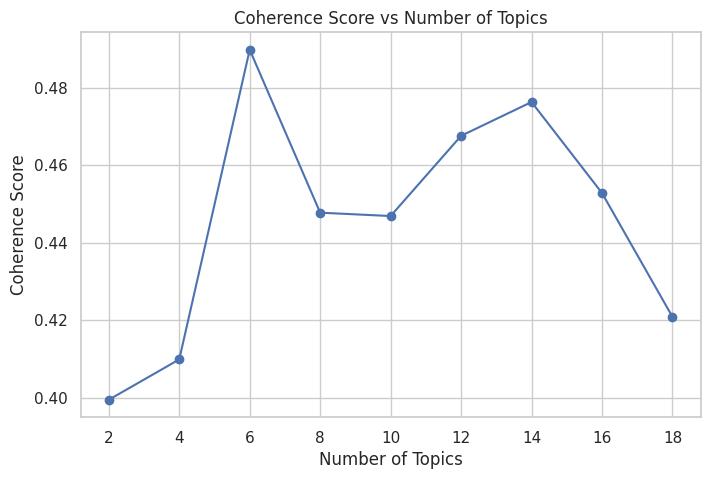 Coherence Score vs Number of Topics
Coherence Score
0.48
0.46
0.44
0.42
0.40
2 4 6 8 10 12 14 16 18
Number of Topics